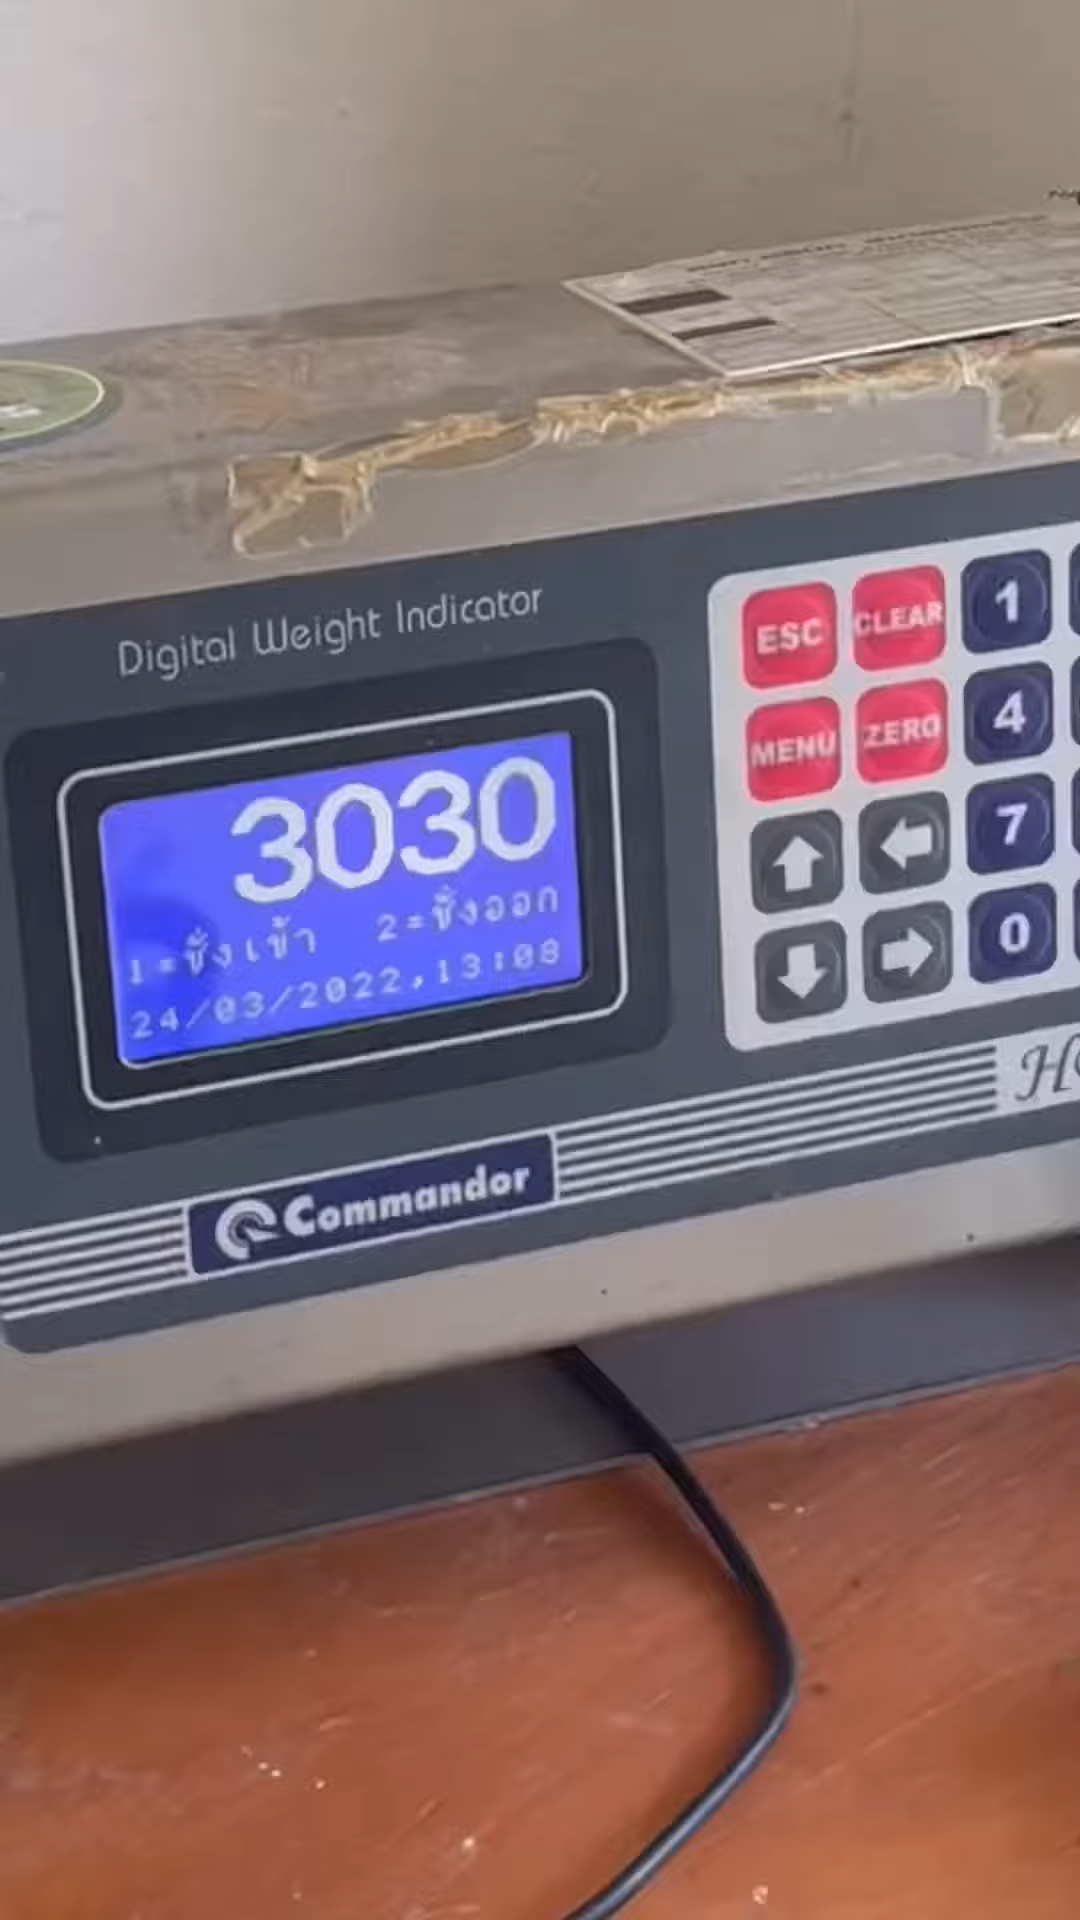 Digital Weight Indicator
3030
1=ชั่งเข้า 2=ชั่งออก
24/03/2022,13:08
ESC CLEAR 1
MENU ZERO 4
7
0
Commandor